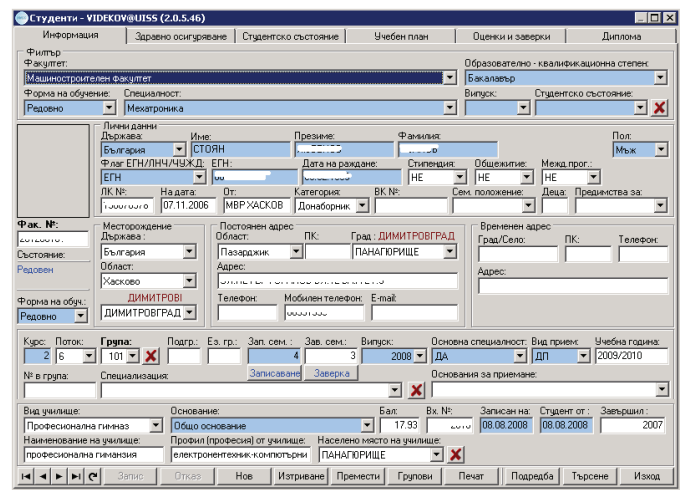 Студенти - VIDEKOV@UISS (2.0.5.46)
Информация Здравно осигуряване Студентско състояние Учебен план Оценки и заверки Диплома
Филтър
Факултет: Образователно - квалификационна степен:
Машиностроителен факултет Бакалавър
Форма на обучение: Специалност: Випуск: Студентско състояние:
Редовно Мехатроника
Лични данни
Държава: Име: Презиме: Фамилия: Пол:
България СТОЯН Мъж
Флаг ЕГН/ЛНЧ/ЧУЖД: ЕГН: Дата на раждане: Стипендия: Общежитие: Межд.прог.:
ЕГН НЕ НЕ НЕ
ЛК №: На дата: От: Категория: ВК №: Сем. положение: Деца: Предимства за:
07.11.2006 МВР ХАСКОВ Донаборник
Фак. №:
Състояние:
Редовен
Форма на обуч.:
Редовно
Месторождение
Държава :
България
Област:
Хасково
ДИМИТРОВІ
ДИМИТРОВГРАД
Постоянен адрес
Област: ПК: Град : ДИМИТРОВГРАД
Пазарджик ПАНАГЮРИЩЕ
Адрес:
Телефон: Мобилен телефон: E-mail:
Временен адрес
Град/Село: ПК: Телефон:
Адрес:
Курс: Поток: Група: Подгр.: Ез. гр.: Зап. сем. : Зав. сем.: Випуск: Основна специалност: Вид прием: Учебна година:
2 6 101 4 3 2008 ДА ДП 2009/2010
Записване Заверка
№ в група: Специализация: Основания за приемане:
Вид училище: Основание: Бал: Вх. №: Записан на: Студент от : Завършил :
Професионална гимназ Общо основание 17.93 08.08.2008 08.08.2008 2007
Наименование на училище: Профил (професия) от училище: Населено място на училище:
професионална гиманзия електронентехник-компютърни ПАНАГЮРИЩЕ
Запис Отказ Нов Изтриване Премести Групови Печат Подредба Търсене Изход